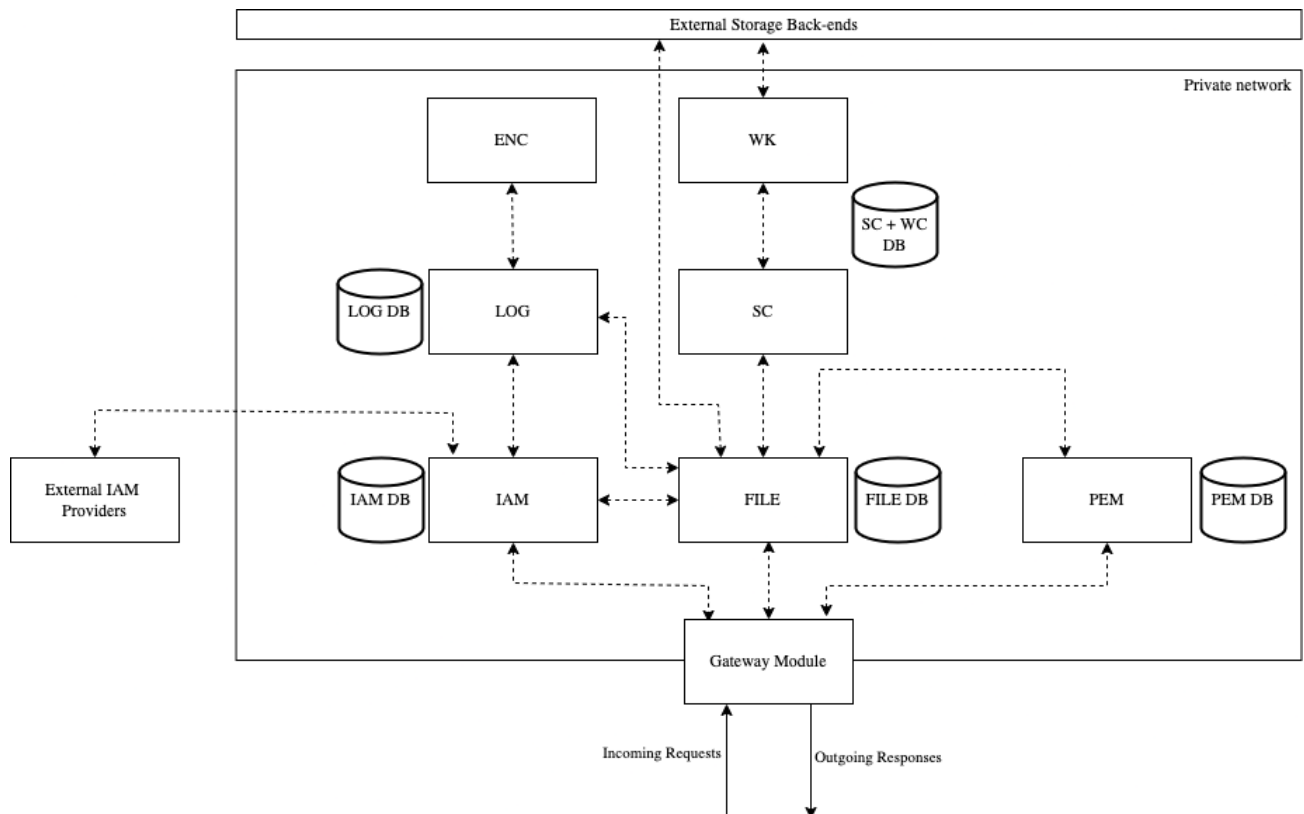 External Storage Back-ends
Private network
ENC
WK
SC + WC
DB
LOG DB
LOG
SC
External IAM
Providers
IAM DB
IAM
FILE
FILE DB
PEM
PEM DB
Gateway Module
Incoming Requests
Outgoing Responses